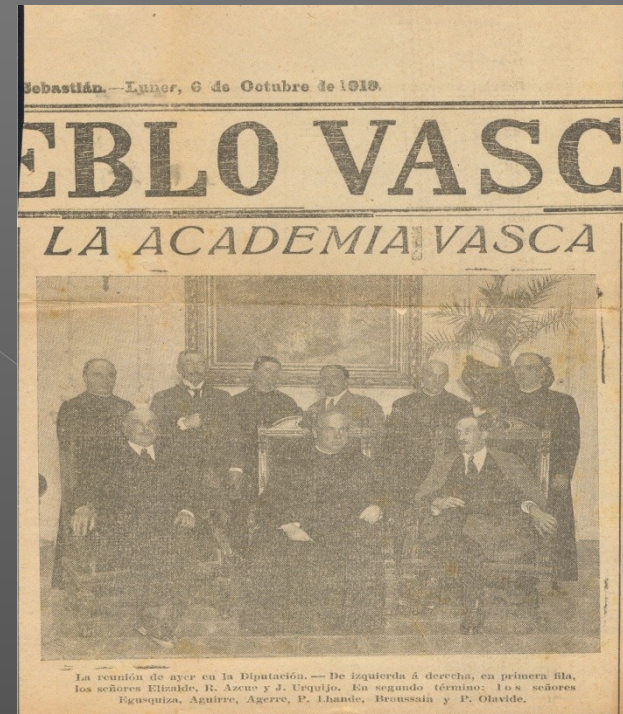 Sebastián.—Lunes, 6 de Octubre de 1919.
EBLO VASC
LA ACADEMIA VASCA
La reunión de ayer en la Diputación. — De izquierda á derecha, en primera fila,
los señores Elizalde, R. Azcue y J. Urquijo. En segundo término: los señores
Egusquiza, Aguirre, Agerre, P. Lhande, Broussain y P. Olavide.